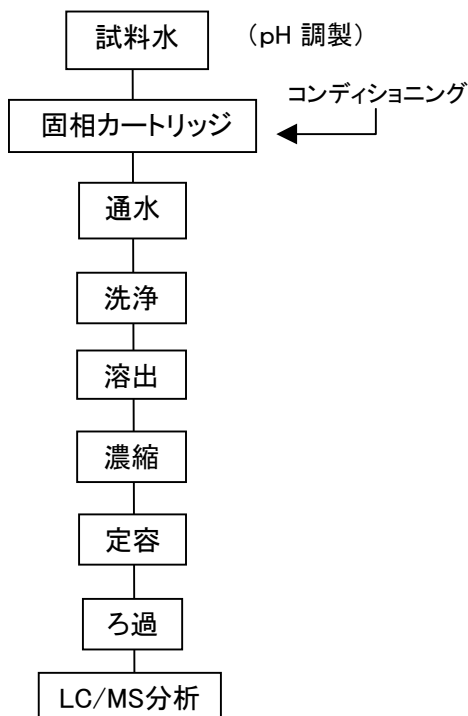 試料水 （pH 調製）
コンディショニング
固相カートリッジ
通水
洗浄
溶出
濃縮
定容
ろ過
LC/MS分析